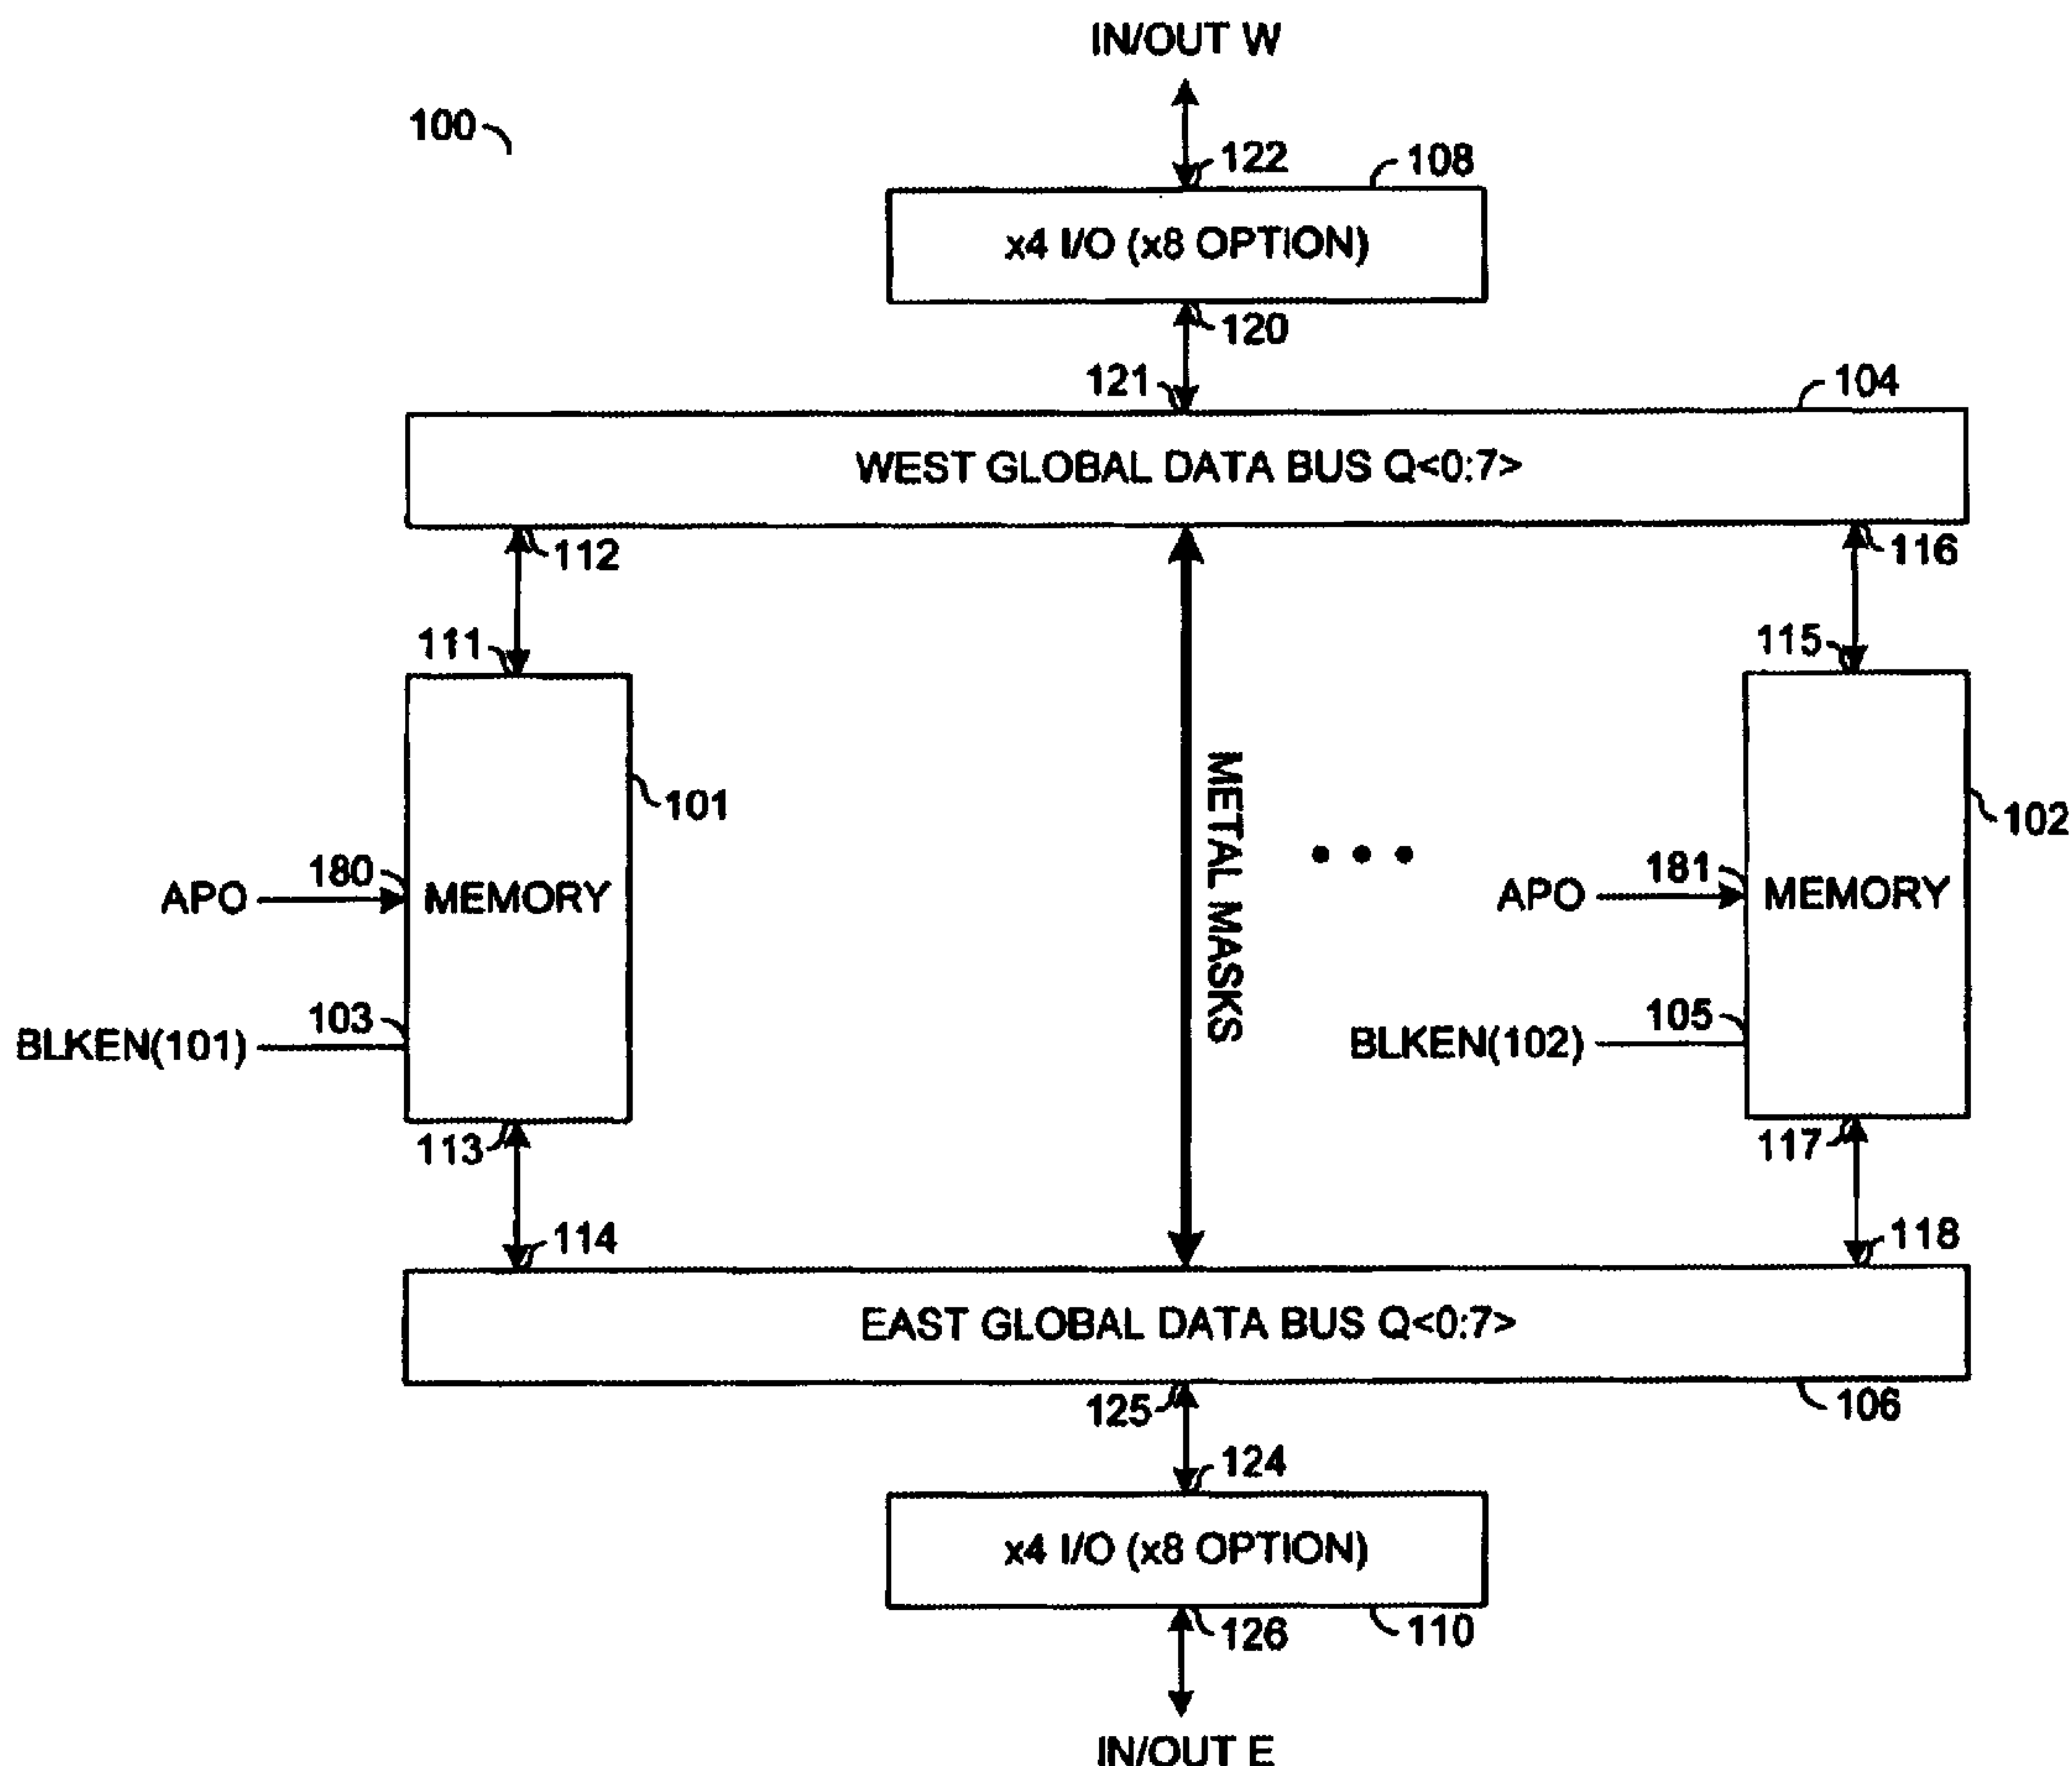 IN/OUT W
100
122
108
x4 I/O (x8 OPTION)
120
121
104
WEST GLOBAL DATA BUS Q<0:7>
112
116
111
115
METAL MASKS
101
102
180
APO
MEMORY
181
APO
MEMORY
103
BLKEN(101)
105
BLKEN(102)
113
117
114
118
EAST GLOBAL DATA BUS Q<0:7>
125
106
124
x4 I/O (x8 OPTION)
126
110
IN/OUT E